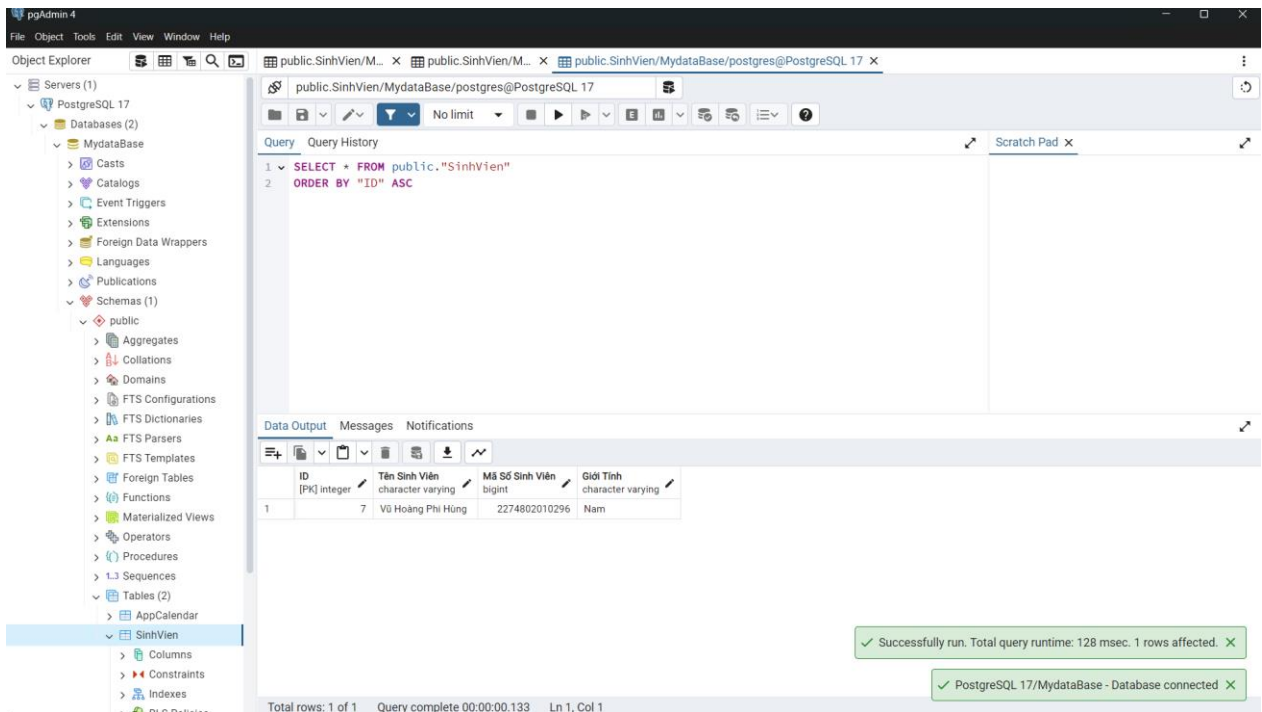 pgAdmin 4
File Object Tools Edit View Window Help
Object Explorer
public.SinhVien/M... public.SinhVien/M... public.SinhVien/MydataBase/postgres@PostgreSQL 17
Servers (1)
PostgreSQL 17
Databases (2)
MydataBase
Casts
Catalogs
Event Triggers
Extensions
Foreign Data Wrappers
Languages
Publications
Schemas (1)
public
Aggregates
Collations
Domains
FTS Configurations
FTS Dictionaries
FTS Parsers
FTS Templates
Foreign Tables
Functions
Materialized Views
Operators
Procedures
1..3 Sequences
Tables (2)
AppCalendar
SinhVien
Columns
Constraints
Indexes
RLS Policies
public.SinhVien/MydataBase/postgres@PostgreSQL 17
No limit
Query Query History
Scratch Pad
1 SELECT * FROM public."SinhVien"
2 ORDER BY "ID" ASC
Data Output Messages Notifications
ID Tên Sinh Viên Mã Số Sinh Viên Giới Tính
[PK] integer character varying bigint character varying
1 7 Vũ Hoàng Phi Hùng 2274802010296 Nam
Successfully run. Total query runtime: 128 msec. 1 rows affected.
PostgreSQL 17/MydataBase - Database connected
Total rows: 1 of 1 Query complete 00:00:00.133 Ln 1, Col 1